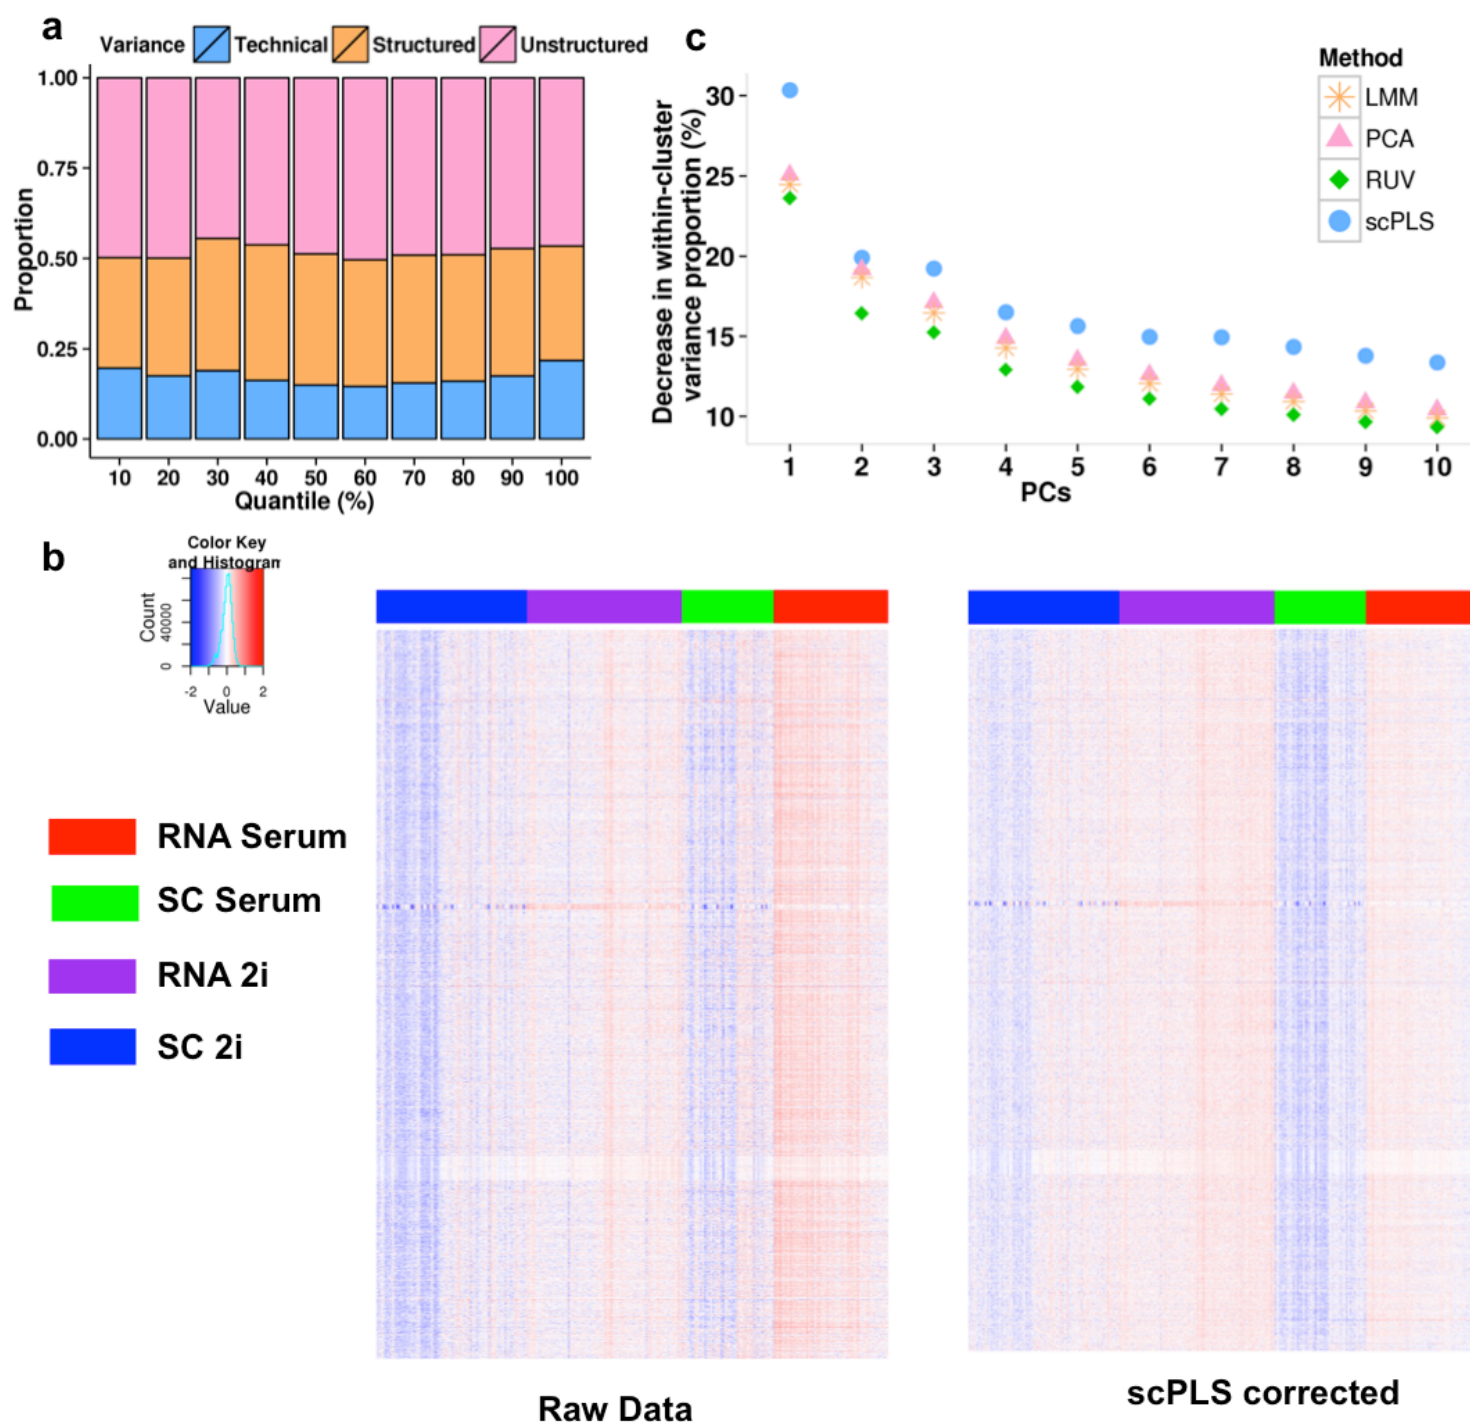 a
Variance Technical Structured Unstructured
1.00
0.75
0.50
0.25
0.00
Proportion
10 20 30 40 50 60 70 80 90 100
Quantile (%)
c
Method
LMM
PCA
RUV
scPLS
Decrease in within-cluster
variance proportion (%)
30
25
20
15
10
1 2 3 4 5 6 7 8 9 10
PCs
b
Color Key
and Histogram
Count
0 40000
-2 0 2
Value
RNA Serum
SC Serum
RNA 2i
SC 2i
Raw Data
scPLS corrected